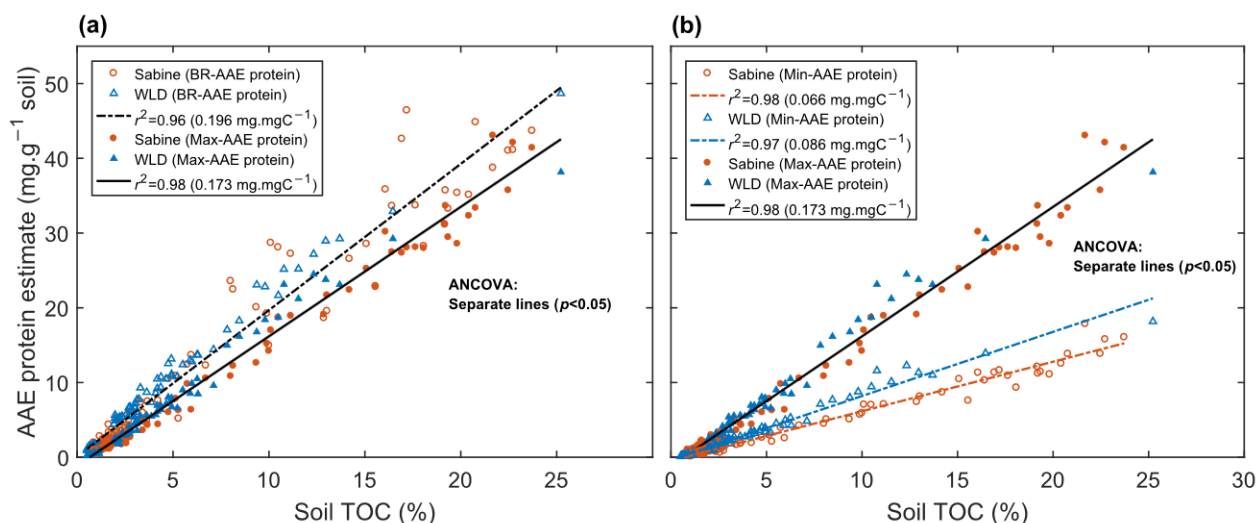 (a)
AAE protein estimate (mg.g⁻¹ soil)
50
40
30
20
10
0
Sabine (BR-AAE protein)
WLD (BR-AAE protein)
r²=0.96 (0.196 mg.mgC⁻¹)
Sabine (Max-AAE protein)
WLD (Max-AAE protein)
r²=0.98 (0.173 mg.mgC⁻¹)
ANCOVA:
Separate lines (p<0.05)
0 5 10 15 20 25
Soil TOC (%)
(b)
Sabine (Min-AAE protein)
r²=0.98 (0.066 mg.mgC⁻¹)
WLD (Min-AAE protein)
r²=0.97 (0.086 mg.mgC⁻¹)
Sabine (Max-AAE protein)
WLD (Max-AAE protein)
r²=0.98 (0.173 mg.mgC⁻¹)
ANCOVA:
Separate lines (p<0.05)
0 5 10 15 20 25 30
Soil TOC (%)